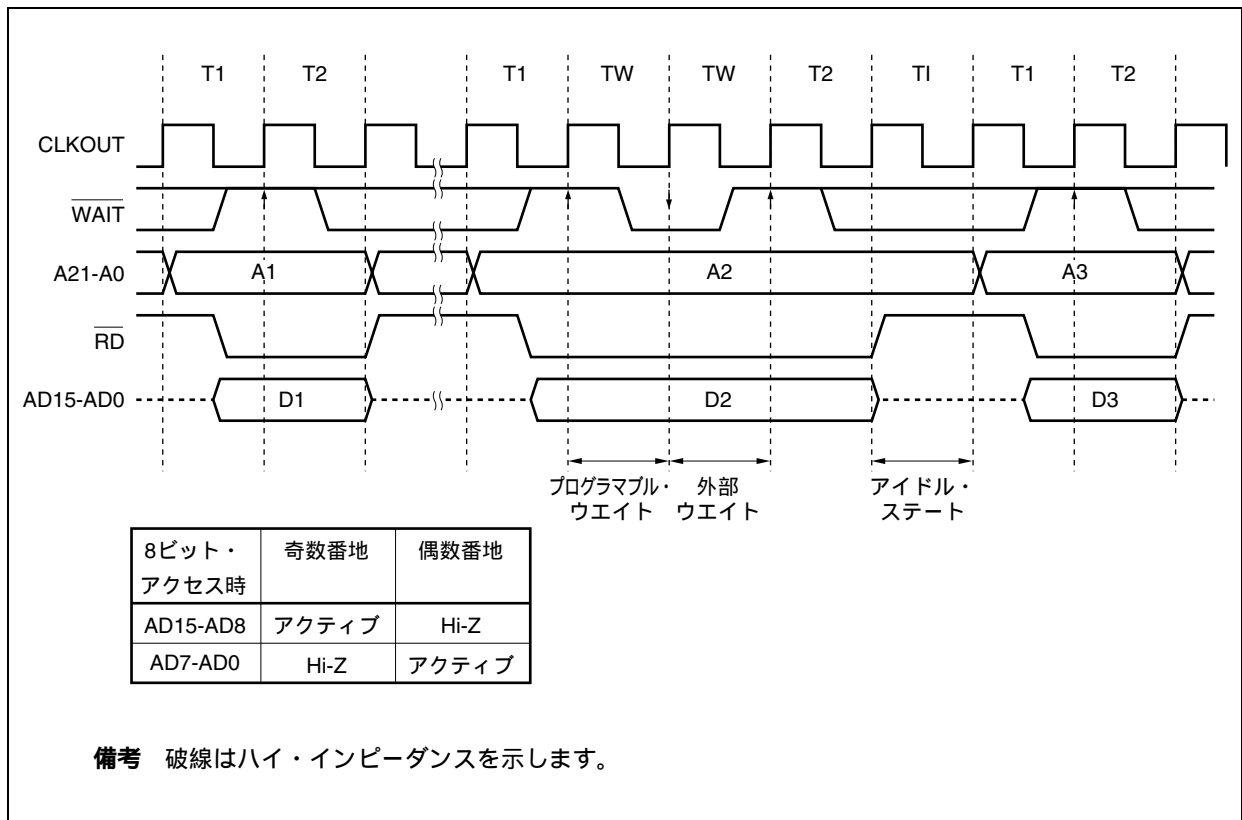 T1 T2 T1 TW TW T2 TI T1 T2
CLKOUT
WAIT
A21-A0 A1 A2 A3
RD
AD15-AD0 D1 D2 D3
プログラマブル・ 外部 アイドル・
ウエイト ウエイト ステート
8ビット・ 奇数番地 偶数番地
アクセス時
AD15-AD8 アクティブ Hi-Z
AD7-AD0 Hi-Z アクティブ
備考 破線はハイ・インピーダンスを示します。